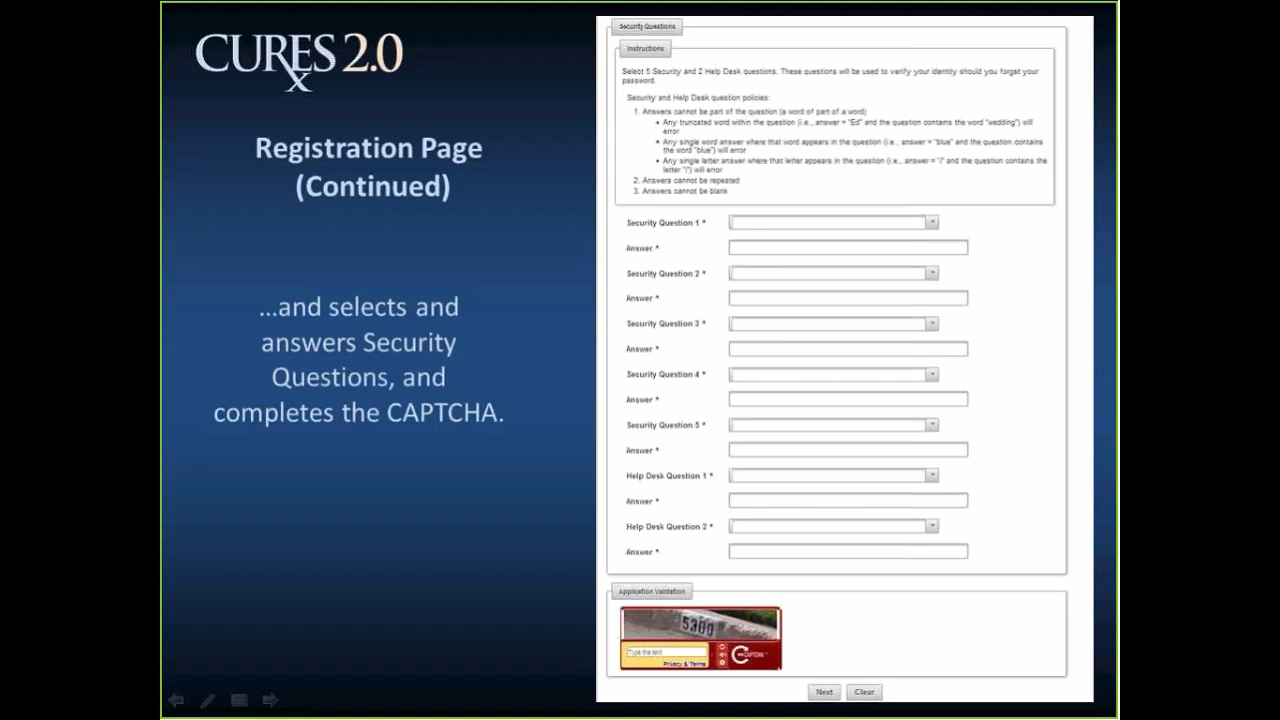 CURES 2.0
Registration Page
(Continued)
...and selects and
answers Security
Questions, and
completes the CAPTCHA.
Security Questions
Instructions
Select 5 Security and 2 Help Desk questions. These questions will be used to verify your identity should you forget your
password.
Security and Help Desk question policies:
1. Answers cannot be part of the question (a word of part of a word)
• Any truncated word within the question (i.e., answer = "Ed" and the question contains the word "wedding") will
error
• Any single word answer where that word appears in the question (i.e., answer = "blue" and the question contains
the word "blue") will error
• Any single letter answer where that letter appears in the question (i.e., answer = "i" and the question contains the
letter "i") will error
2. Answers cannot be repeated
3. Answers cannot be blank
Security Question 1 *
Answer *
Security Question 2 *
Answer *
Security Question 3 *
Answer *
Security Question 4 *
Answer *
Security Question 5 *
Answer *
Help Desk Question 1 *
Answer *
Help Desk Question 2 *
Answer *
Application Validation
5300
Type the text
Privacy & Terms
reCAPTCHA™
Next Clear